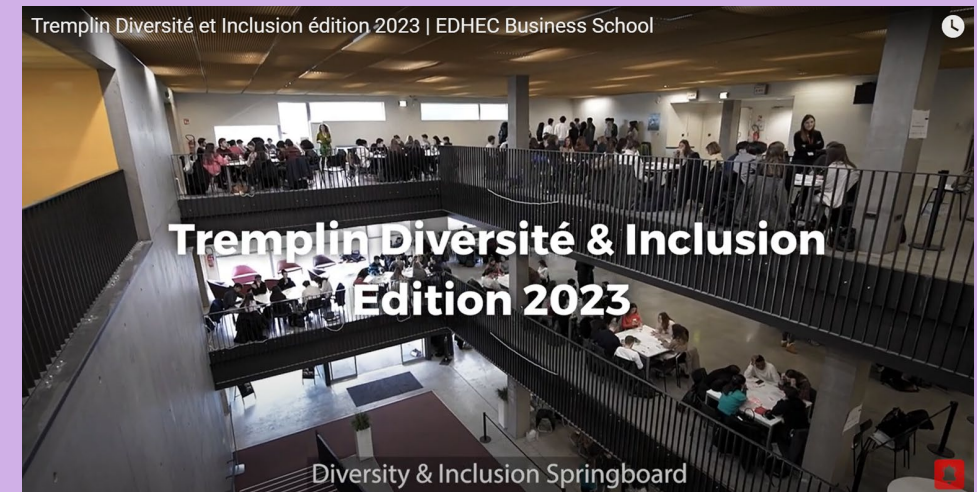 Tremplin Diversité et Inclusion édition 2023 | EDHEC Business School
Tremplin Diversité & Inclusion
Edition 2023
Diversity & Inclusion Springboard